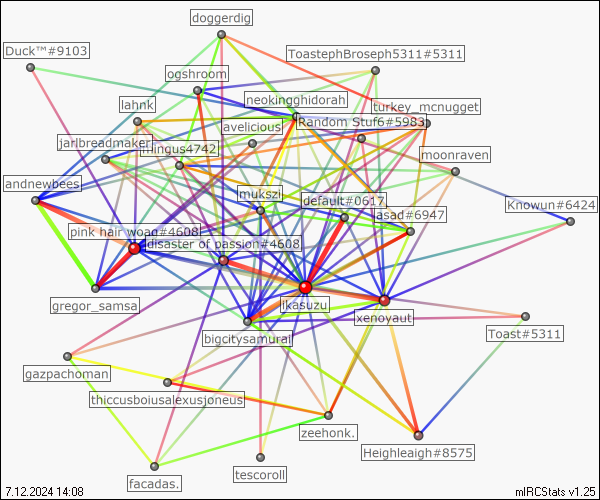 doggerdig
Duck™#9103
ToastephBroseph5311#5311
ogshroom
neokingghidorah
lahnk
turkey_mcnugget
Random Stuf6#5983
avelicious
jarlbreadmaker
mingus4742
moonraven
andnewbees
mukszi
default#0617
Knowun#6424
asad#6947
pink hair woag#4608
disaster of passion#4608
gregor_samsa
ikasuzu
xenoyaut
bigcitysamurai
Toast#5311
gazpachoman
thiccusboiusalexusjoneus
zeehonk.
Heighleaigh#8575
tescoroll
facadas.
7.12.2024 14:08
mIRCStats v1.25